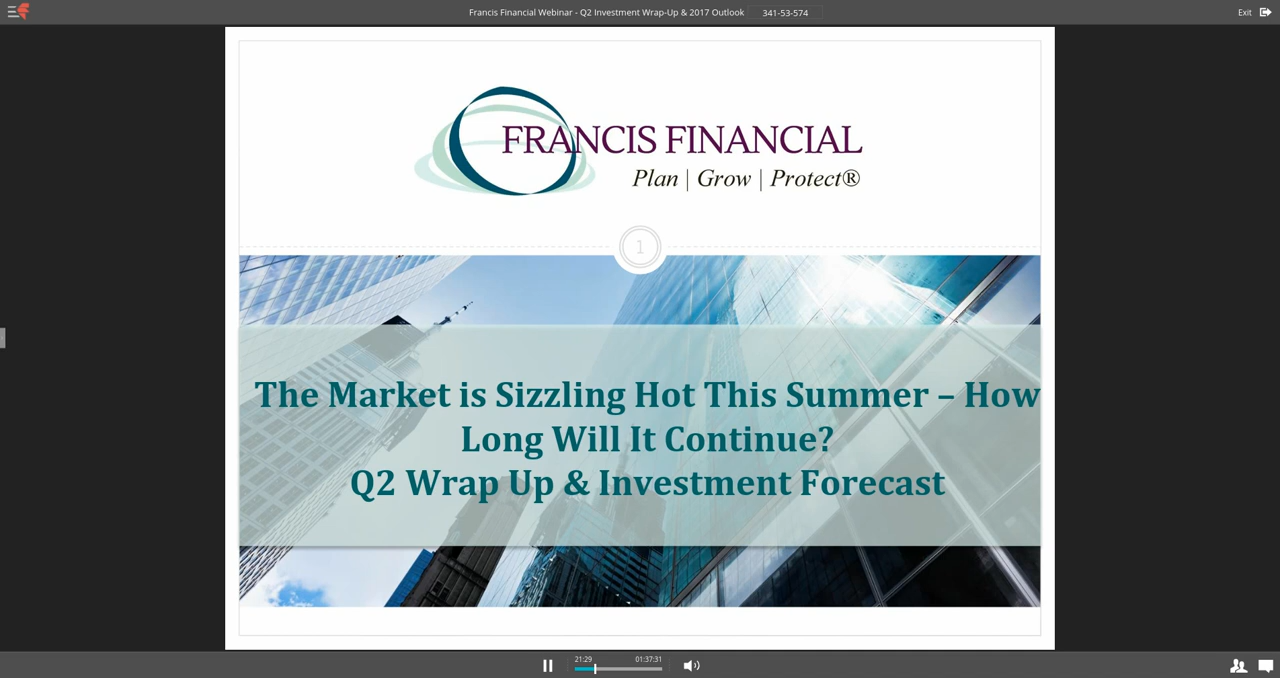 Francis Financial Webinar - Q2 Investment Wrap-Up & 2017 Outlook 341-53-574 Exit
FRANCIS FINANCIAL
Plan | Grow | Protect®
1
The Market is Sizzling Hot This Summer – How
Long Will It Continue?
Q2 Wrap Up & Investment Forecast
21:29 01:37:31